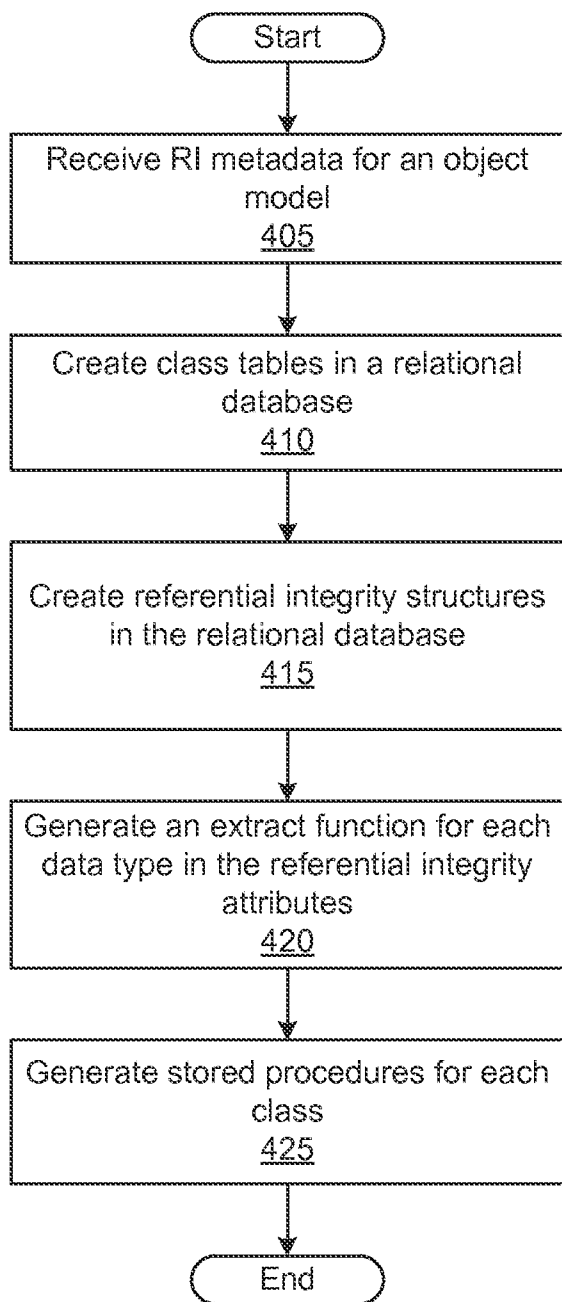 Start
Receive RI metadata for an object
model
405
Create class tables in a relational
database
410
Create referential integrity structures
in the relational database
415
Generate an extract function for each
data type in the referential integrity
attributes
420
Generate stored procedures for each
class
425
End